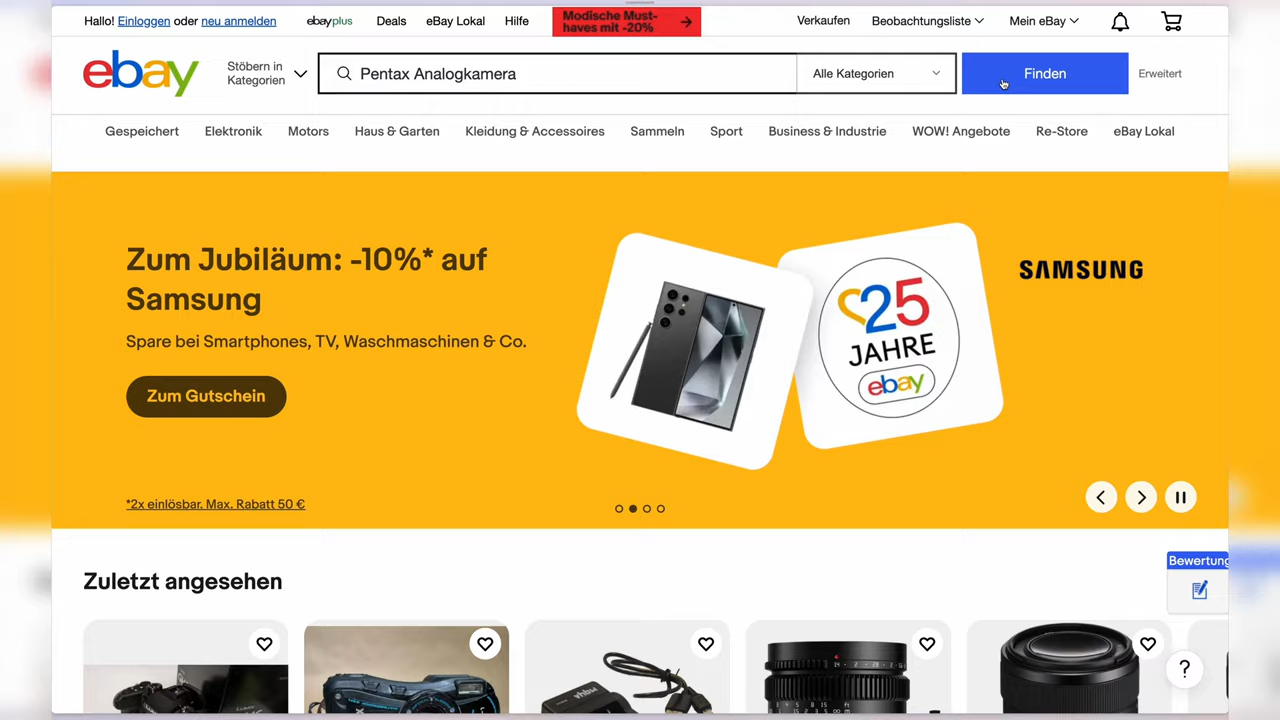 Hallo! Einloggen oder neu anmelden
ebayplus
Deals
eBay Lokal
Hilfe
Modische Must-
haves mit -20%
Verkaufen
Beobachtungsliste
Mein eBay
ebay
Stöbern in
Kategorien
Pentax Analogkamera
Alle Kategorien
Finden
Erweitert
Gespeichert
Elektronik
Motors
Haus & Garten
Kleidung & Accessoires
Sammeln
Sport
Business & Industrie
WOW! Angebote
Re-Store
eBay Lokal
Zum Jubiläum: -10%* auf
Samsung
Spare bei Smartphones, TV, Waschmaschinen & Co.
Zum Gutschein
*2x einlösbar. Max. Rabatt 50 €
25
JAHRE
ebay
SAMSUNG
Bewertung
Zuletzt angesehen
?